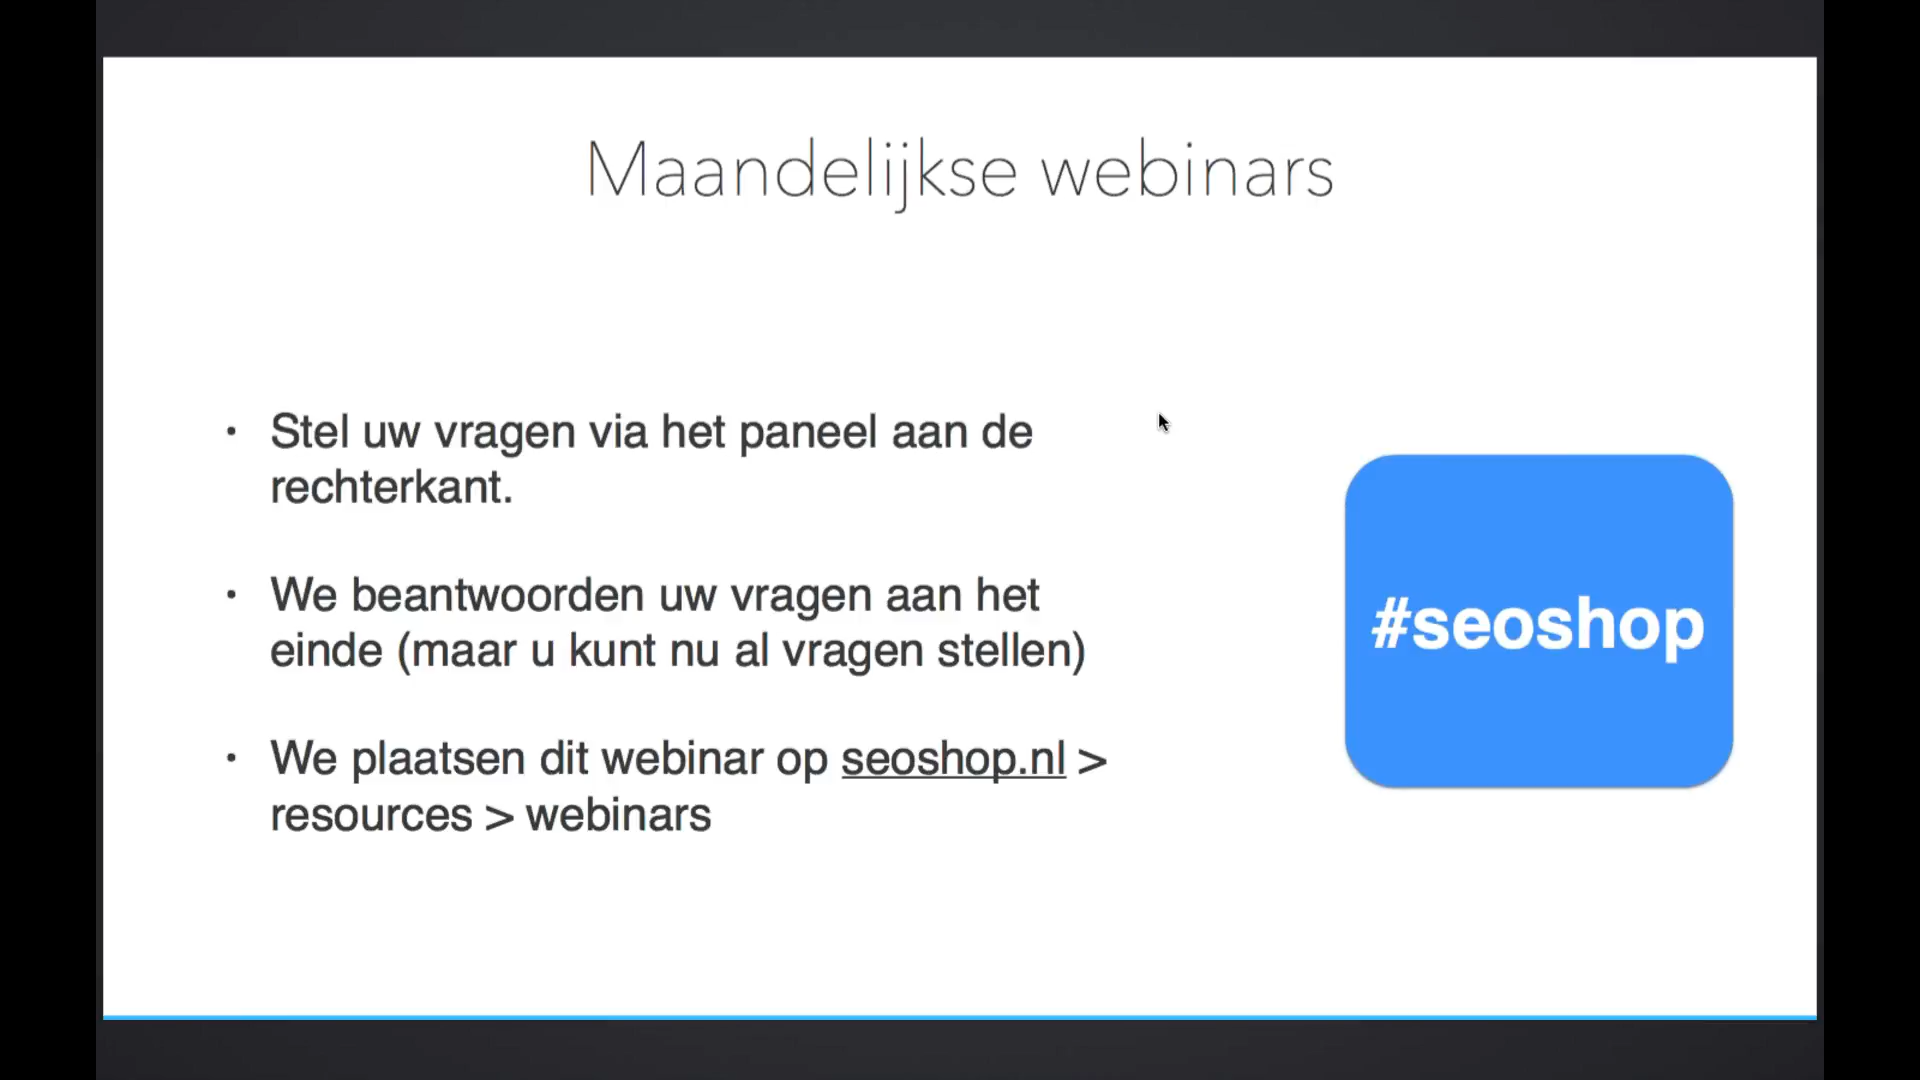 Maandelijkse webinars
• Stel uw vragen via het paneel aan de
rechterkant.
• We beantwoorden uw vragen aan het
einde (maar u kunt nu al vragen stellen)
• We plaatsen dit webinar op seoshop.nl >
resources > webinars
#seoshop